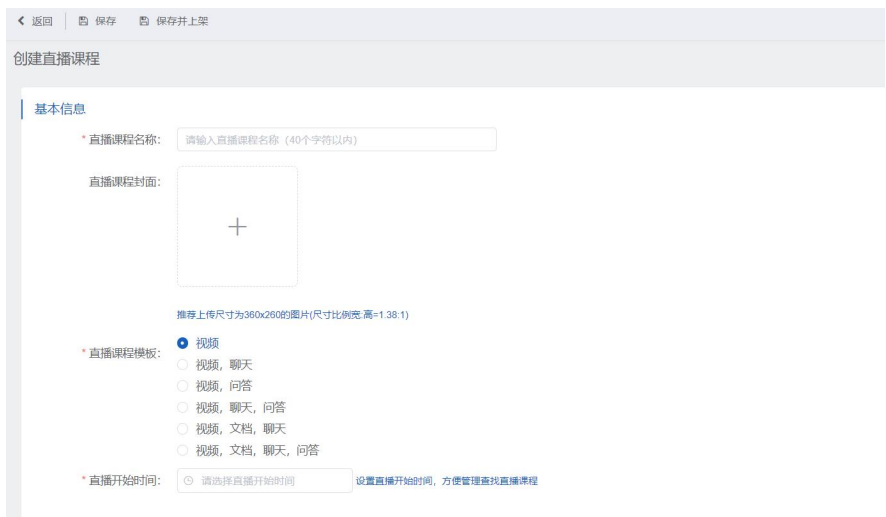 返回 保存 保存并上架
创建直播课程
基本信息
* 直播课程名称: 请输入直播课程名称（40个字符以内）
直播课程封面:
推荐上传尺寸为360x260的图片(尺寸比例宽:高=1.38:1)
* 直播课程模板: 视频
视频，聊天
视频，问答
视频，聊天，问答
视频，文档，聊天
视频，文档，聊天，问答
* 直播开始时间: 请选择直播开始时间 设置直播开始时间，方便管理查找直播课程